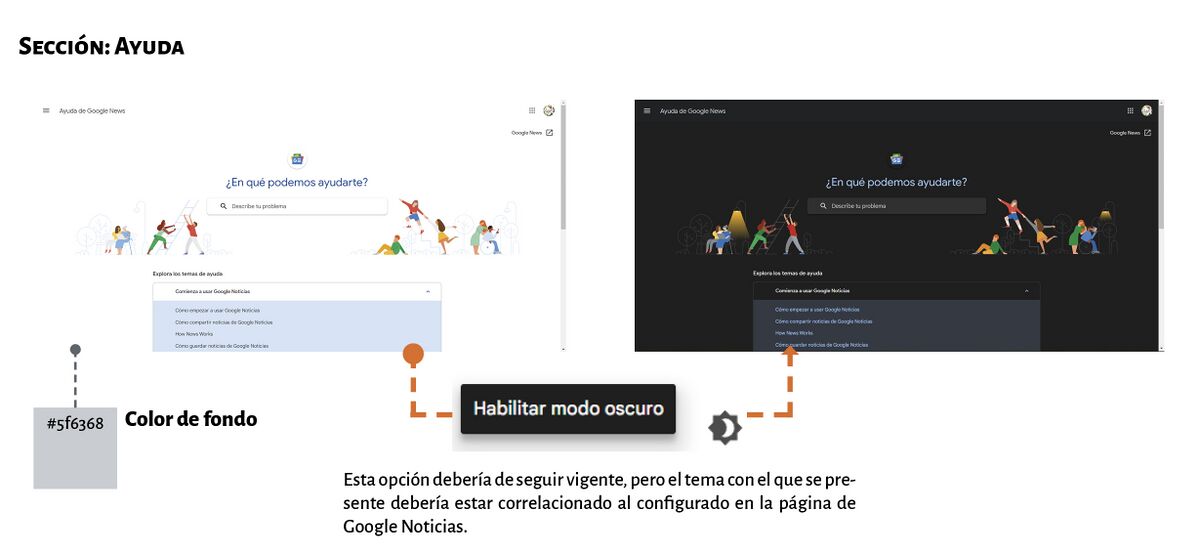 SECCIÓN: AYUDA
Ayuda de Google News
Google News
¿En qué podemos ayudarte?
Describe tu problema
Explora los temas de ayuda
Comienza a usar Google Noticias
Cómo empezar a usar Google Noticias
Cómo compartir noticias de Google Noticias
How News Works
Cómo guardar noticias de Google Noticias
Ayuda de Google News
Google News
¿En qué podemos ayudarte?
Describe tu problema
Explora los temas de ayuda
Comienza a usar Google Noticias
Cómo empezar a usar Google Noticias
Cómo compartir noticias de Google Noticias
How News Works
Cómo guardar noticias de Google Noticias
#5f6368
Color de fondo
Habilitar modo oscuro
Esta opción debería de seguir vigente, pero el tema con el que se pre-
sente debería estar correlacionado al configurado en la página de
Google Noticias.